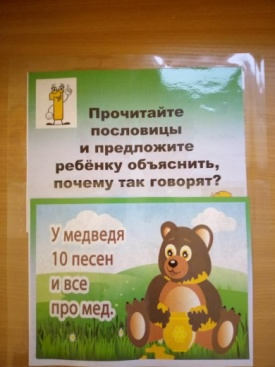 Прочитайте
пословицы
и предложите
ребёнку объяснить,
почему так говорят?
У медведя
10 песен
и все
про мед.